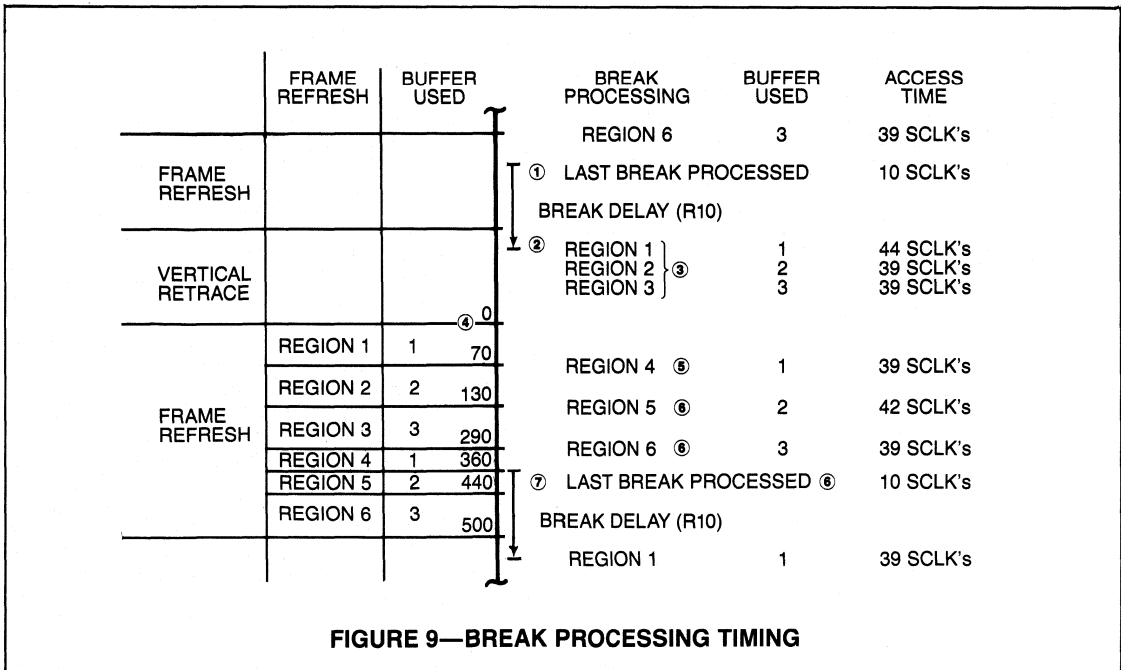 FRAME REFRESH BUFFER USED BREAK PROCESSING BUFFER USED ACCESS TIME
REGION 6 3 39 SCLK's
FRAME REFRESH ① LAST BREAK PROCESSED 10 SCLK's
BREAK DELAY (R10)
VERTICAL RETRACE ② REGION 1 1 44 SCLK's
REGION 2 ③ 2 39 SCLK's
REGION 3 3 39 SCLK's
④ 0
REGION 1 1 70
REGION 4 ⑤ 1 39 SCLK's
REGION 2 2 130
REGION 5 ⑥ 2 42 SCLK's
FRAME REFRESH
REGION 3 3 290
REGION 6 ⑥ 3 39 SCLK's
REGION 4 1 360
REGION 5 2 440 ⑦ LAST BREAK PROCESSED ⑥ 10 SCLK's
REGION 6 3 500 BREAK DELAY (R10)
REGION 1 1 39 SCLK's
FIGURE 9—BREAK PROCESSING TIMING